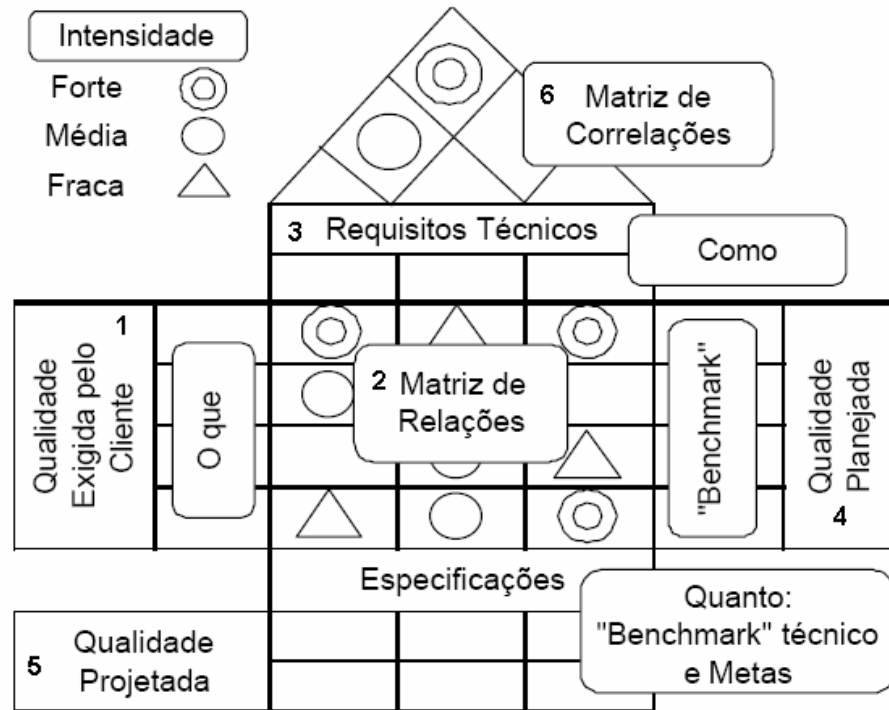 Intensidade
Forte
Média
Fraca
6 Matriz de
Correlações
3 Requisitos Técnicos
Como
1
Qualidade
Exigida pelo
Cliente
O que
2 Matriz de
Relações
"Benchmark"
Qualidade
Planejada
4
Especificações
Quanto:
"Benchmark" técnico
e Metas
5 Qualidade
Projetada